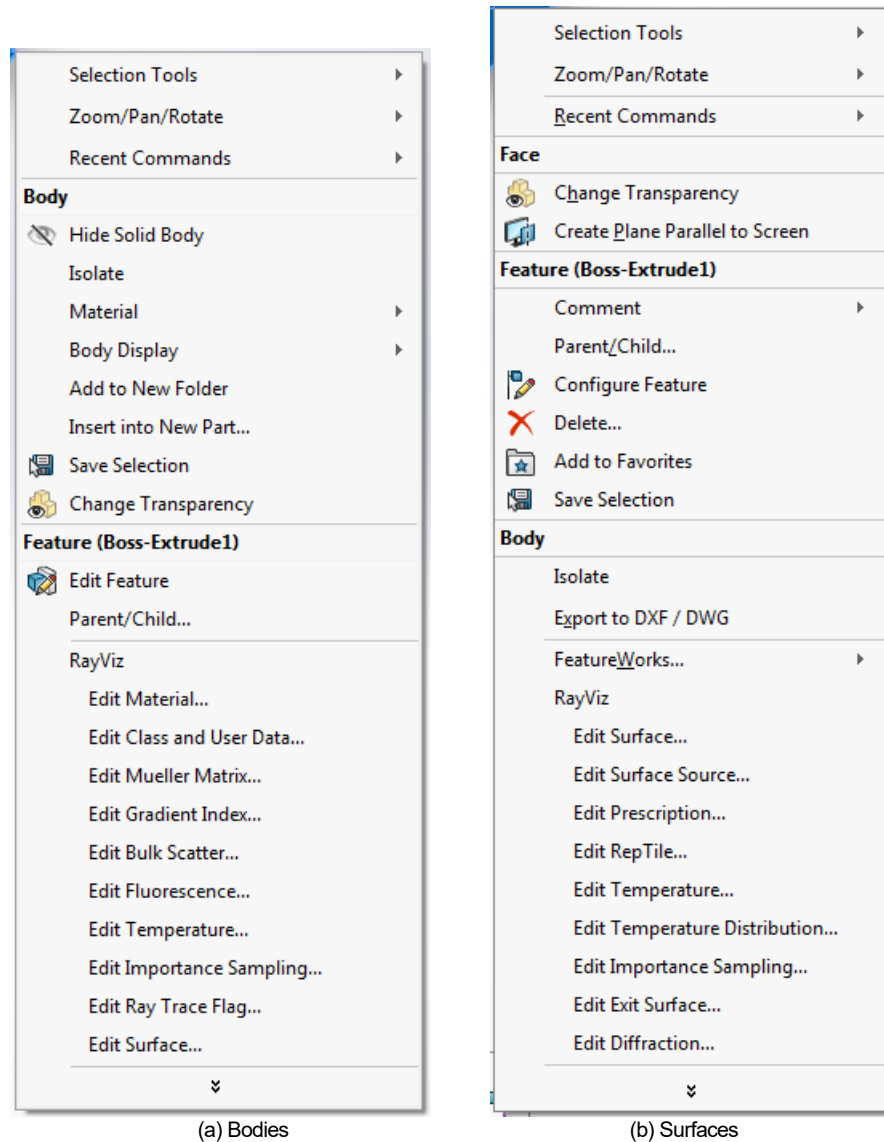 Selection Tools
Zoom/Pan/Rotate
Recent Commands
Body
Hide Solid Body
Isolate
Material
Body Display
Add to New Folder
Insert into New Part...
Save Selection
Change Transparency
Feature (Boss-Extrude1)
Edit Feature
Parent/Child...
RayViz
Edit Material...
Edit Class and User Data...
Edit Mueller Matrix...
Edit Gradient Index...
Edit Bulk Scatter...
Edit Fluorescence...
Edit Temperature...
Edit Importance Sampling...
Edit Ray Trace Flag...
Edit Surface...
(a) Bodies
Selection Tools
Zoom/Pan/Rotate
Recent Commands
Face
Change Transparency
Create Plane Parallel to Screen
Feature (Boss-Extrude1)
Comment
Parent/Child...
Configure Feature
Delete...
Add to Favorites
Save Selection
Body
Isolate
Export to DXF / DWG
FeatureWorks...
RayViz
Edit Surface...
Edit Surface Source...
Edit Prescription...
Edit RepTile...
Edit Temperature...
Edit Temperature Distribution...
Edit Importance Sampling...
Edit Exit Surface...
Edit Diffraction...
(b) Surfaces